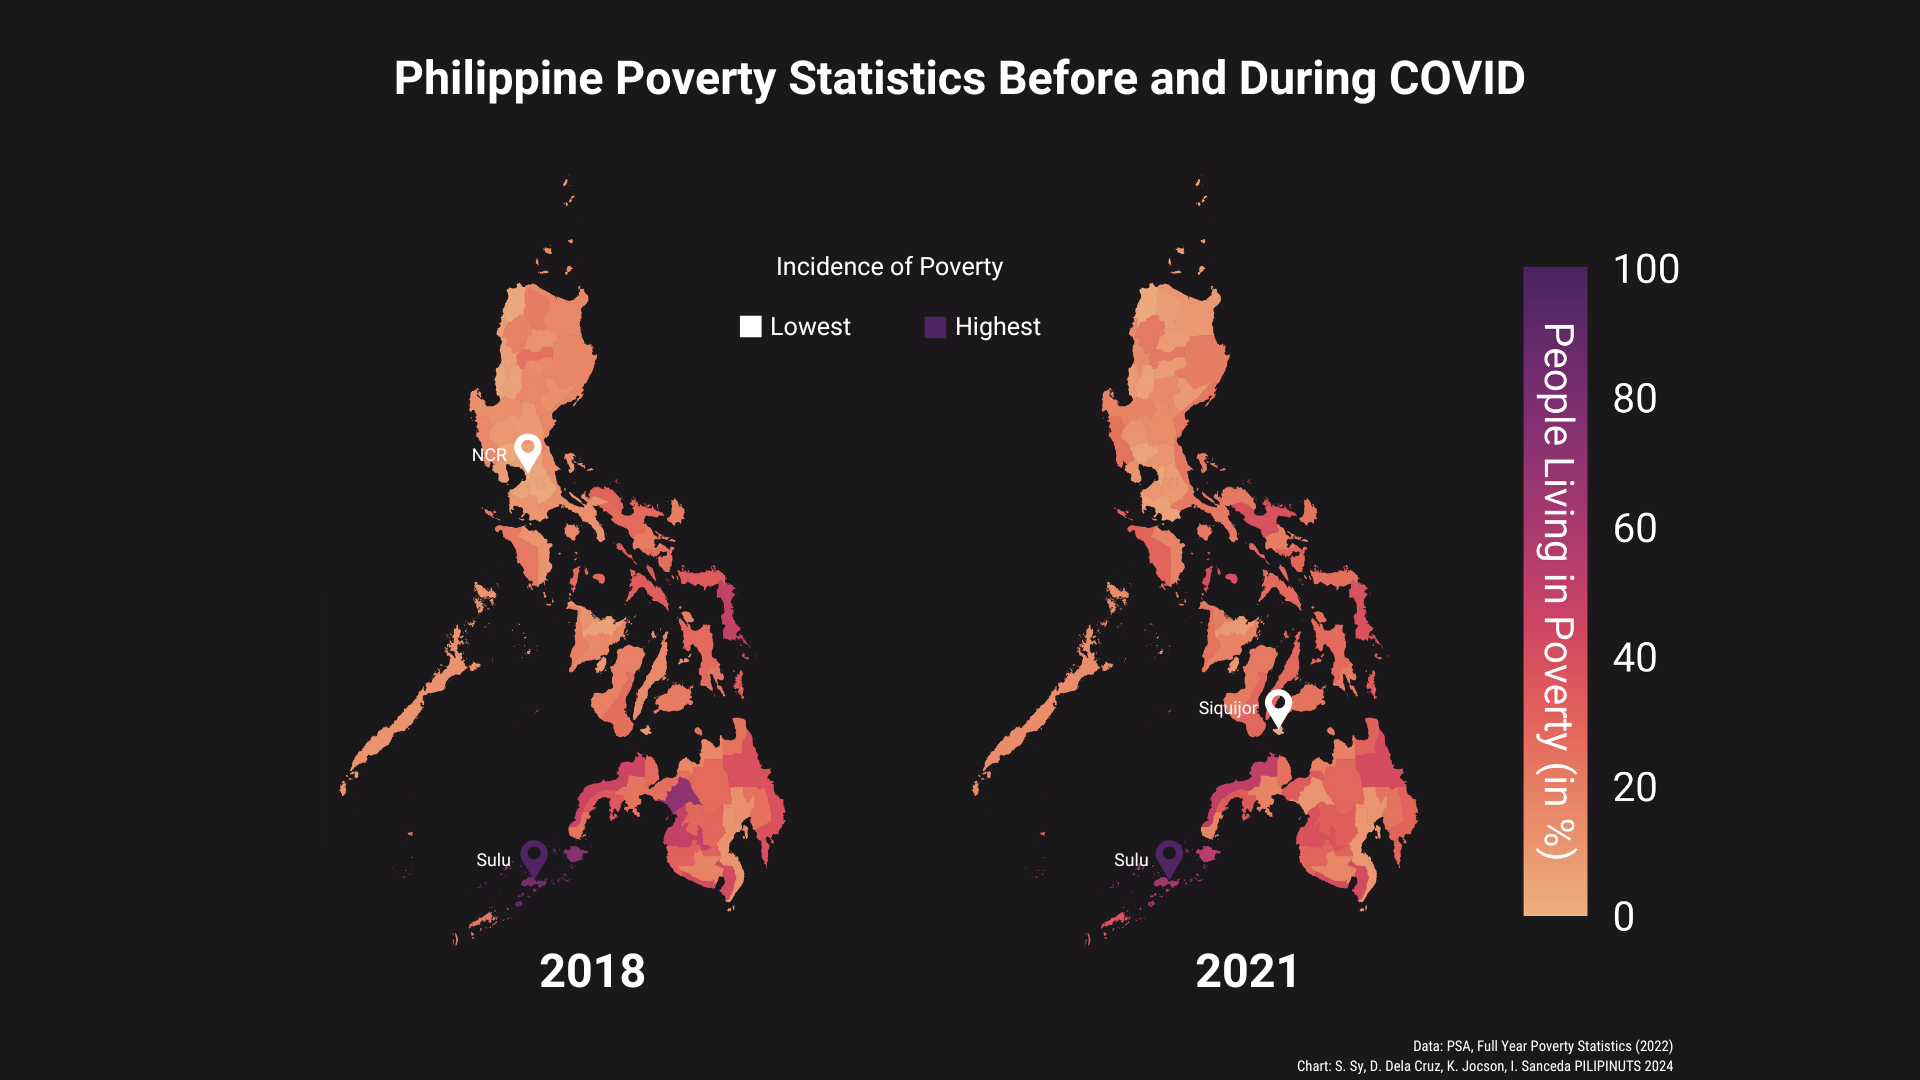 Philippine Poverty Statistics Before and During COVID
Incidence of Poverty
Lowest
Highest
NCR
Sulu
2018
Siquijor
Sulu
2021
100
80
60
40
20
0
People Living in Poverty (in %)
Data: PSA, Full Year Poverty Statistics (2022)
Chart: S. Sy, D. Dela Cruz, K. Jocson, I. Sanceda PILIPINUTS 2024